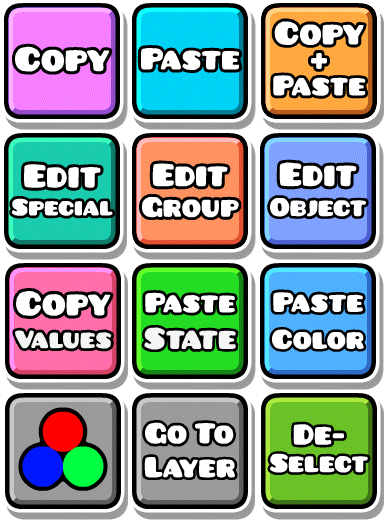 Copy
Paste
Copy
+
Paste
Edit
Special
Edit
Group
Edit
Object
Copy
Values
Paste
State
Paste
Color
Go To
Layer
De-
Select